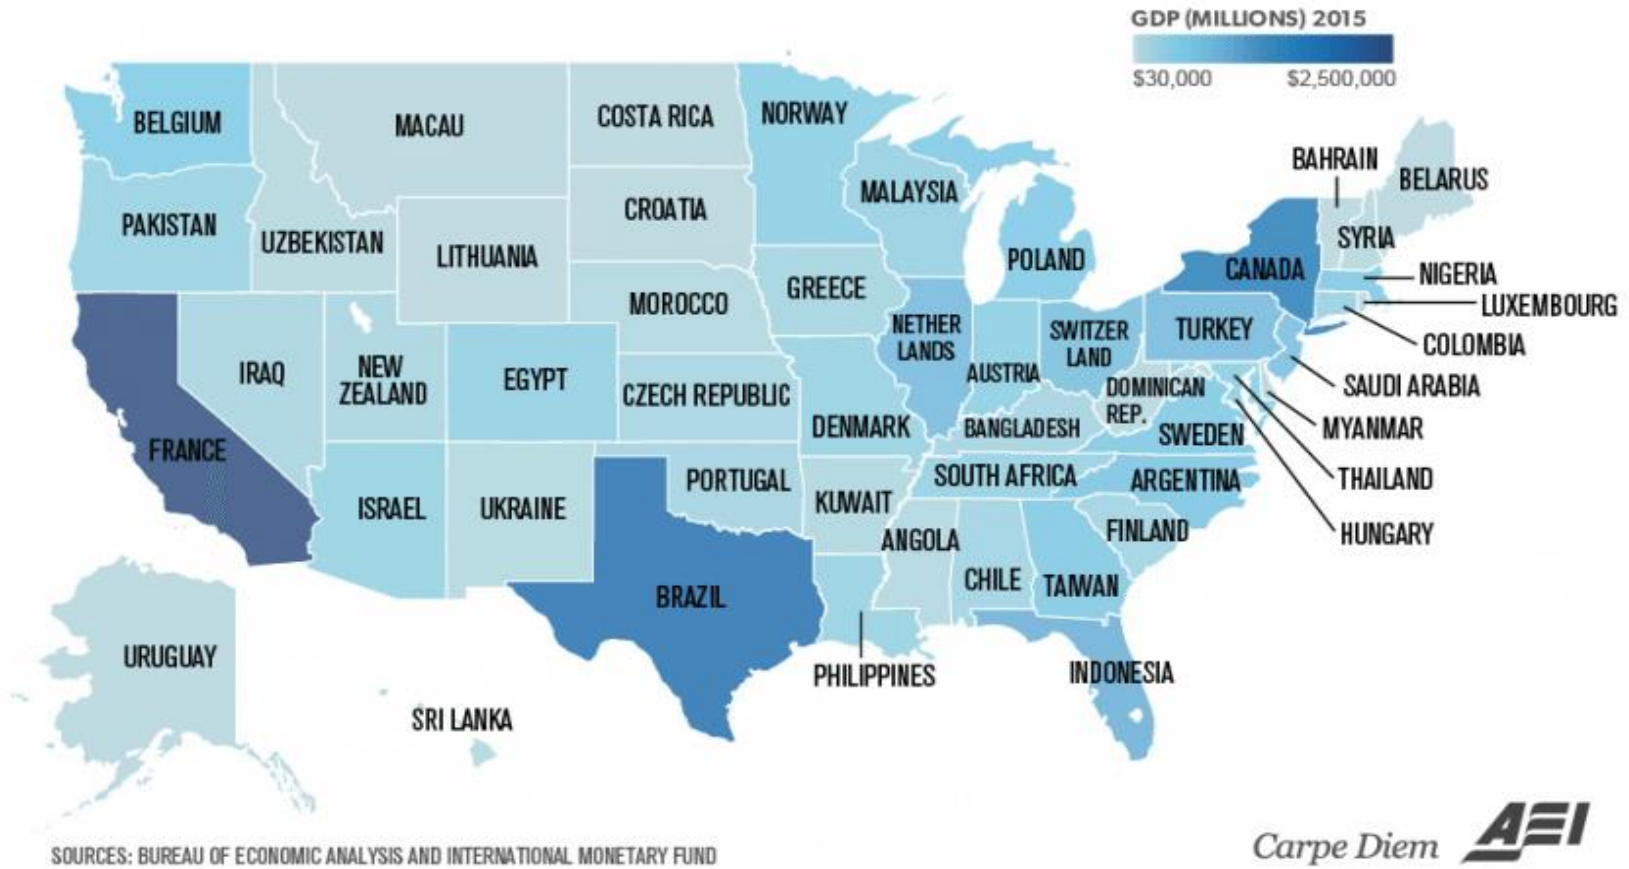 GDP (MILLIONS) 2015
$30,000 $2,500,000
BELGIUM
MACAU
COSTA RICA
NORWAY
BAHRAIN
BELARUS
PAKISTAN
UZBEKISTAN
LITHUANIA
CROATIA
MALAYSIA
SYRIA
POLAND
CANADA
NIGERIA
LUXEMBOURG
COLOMBIA
MOROCCO
GREECE
NETHER
LANDS
SWITZER
LAND
TURKEY
SAUDI ARABIA
IRAQ
NEW
ZEALAND
EGYPT
CZECH REPUBLIC
AUSTRIA
DOMINICAN
REP.
MYANMAR
FRANCE
DENMARK
BANGLADESH
SWEDEN
THAILAND
ISRAEL
UKRAINE
PORTUGAL
KUWAIT
SOUTH AFRICA
ARGENTINA
HUNGARY
ANGOLA
FINLAND
CHILE
TAIWAN
BRAZIL
URUGUAY
PHILIPPINES
INDONESIA
SRI LANKA
SOURCES: BUREAU OF ECONOMIC ANALYSIS AND INTERNATIONAL MONETARY FUND
Carpe Diem AEI